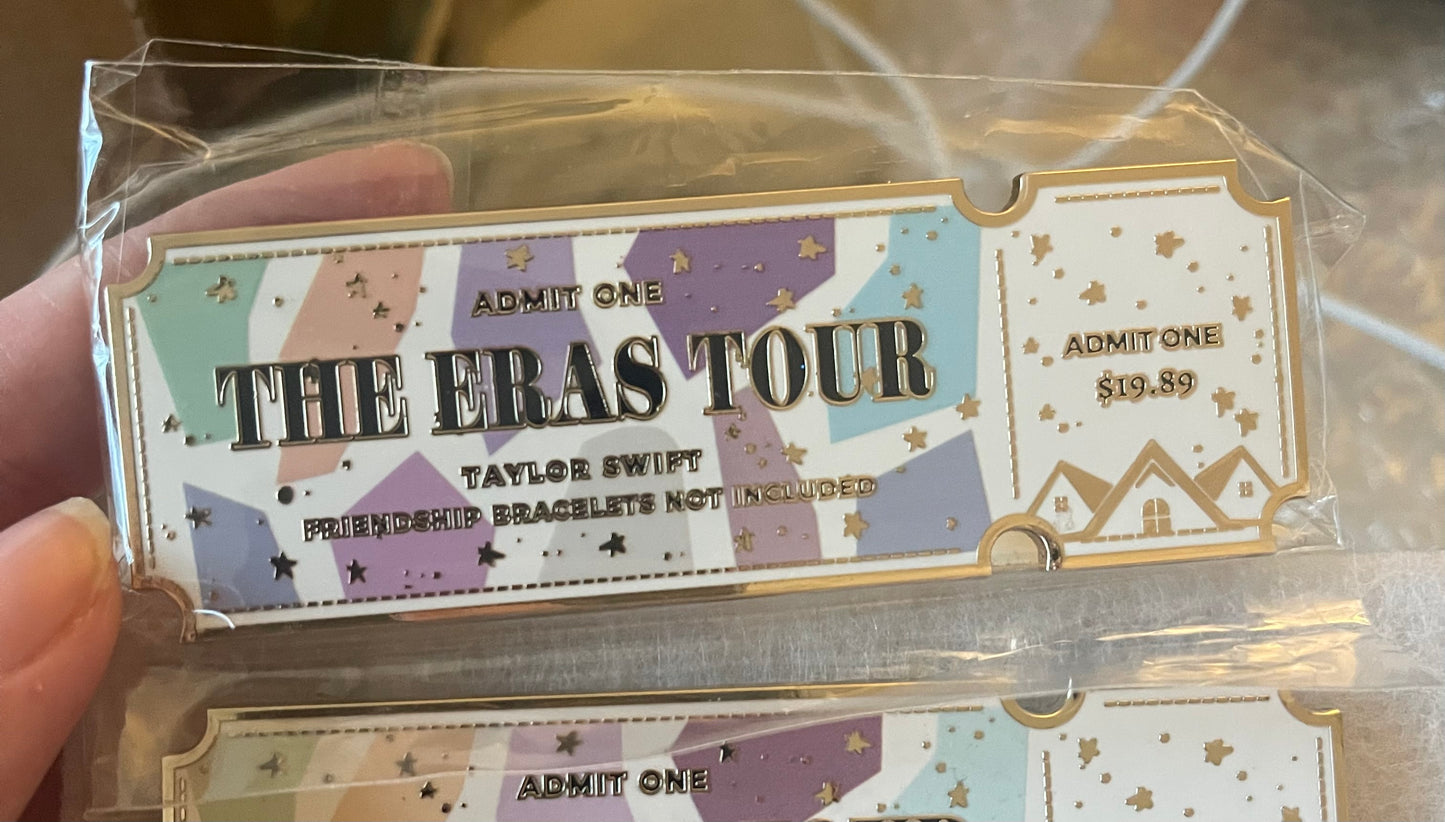 ADMIT ONE
THE ERAS TOUR
TAYLOR SWIFT
FRIENDSHIP BRACELETS NOT INCLUDED
ADMIT ONE
$19.89
ADMIT ONE